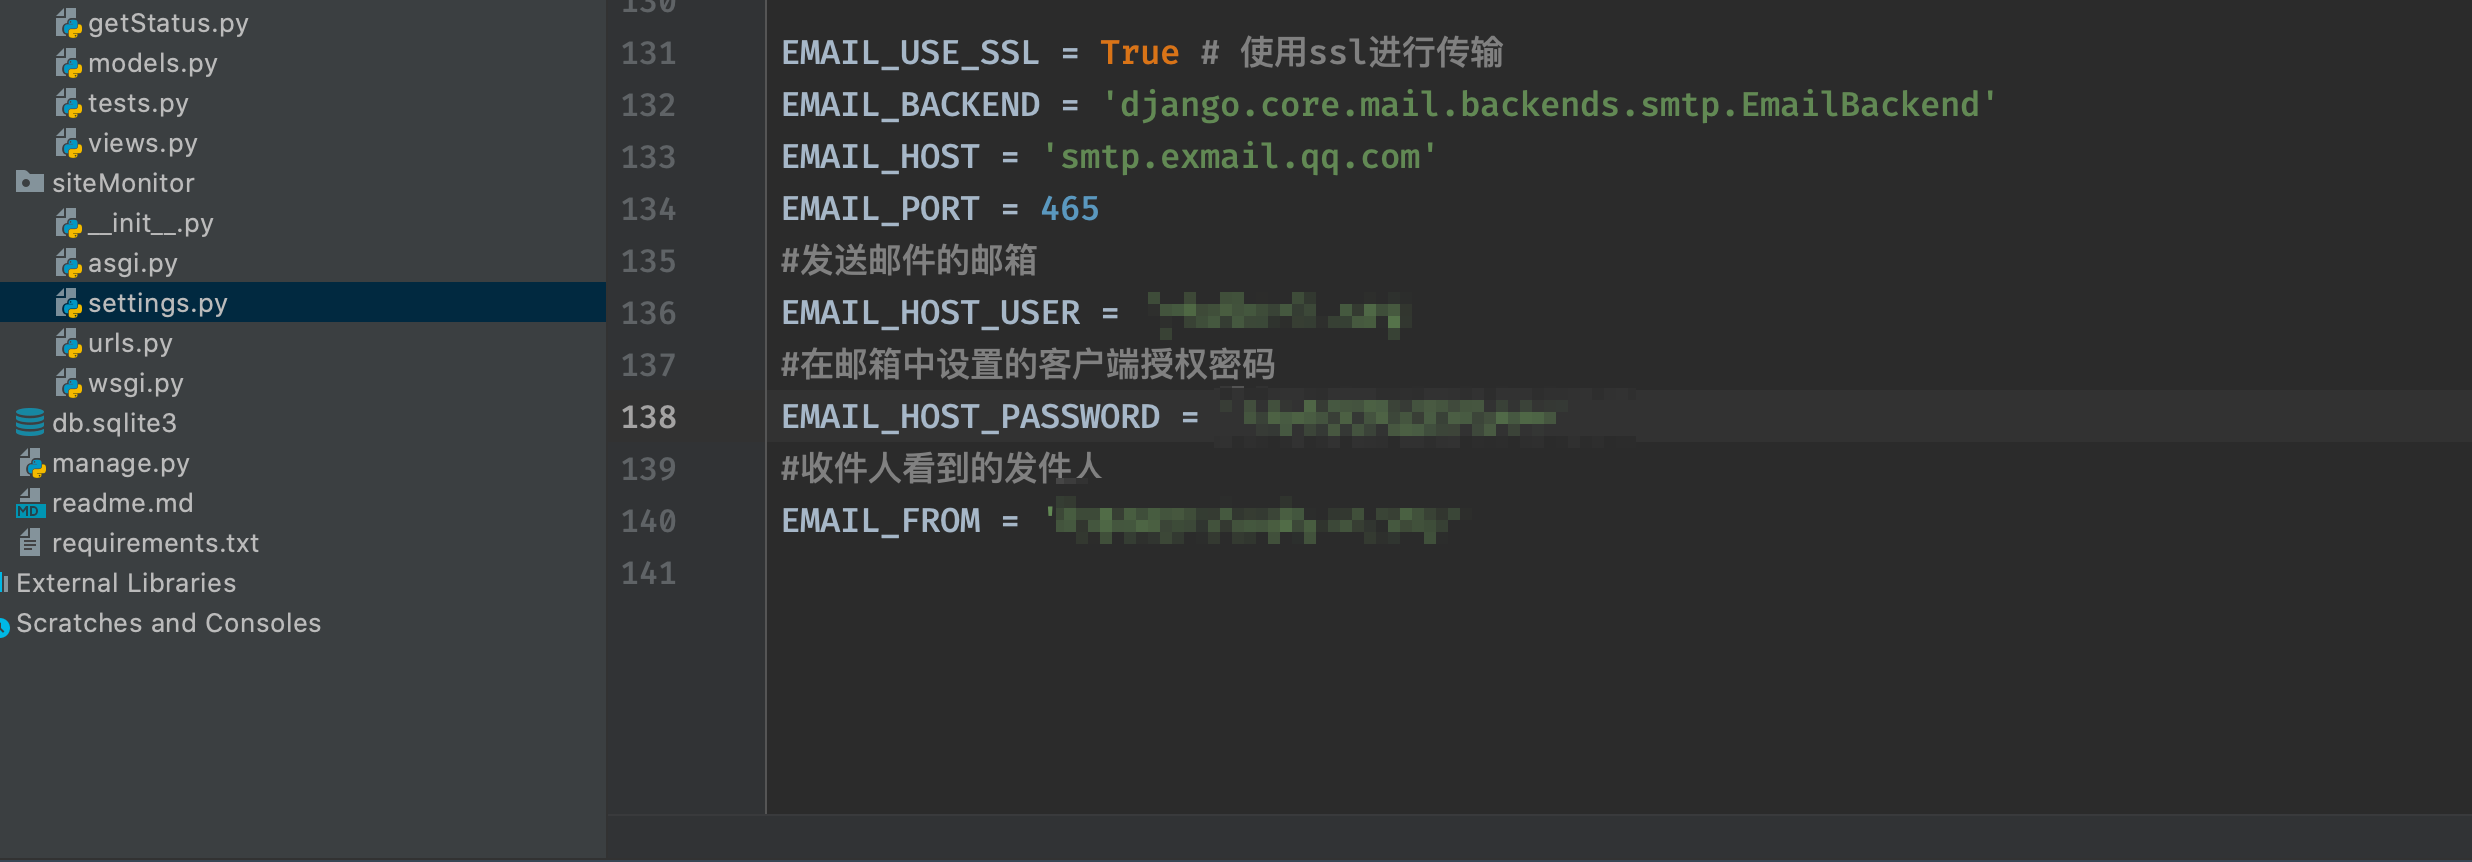 getStatus.py
models.py
tests.py
views.py
siteMonitor
__init__.py
asgi.py
settings.py
urls.py
wsgi.py
db.sqlite3
manage.py
MD readme.md
requirements.txt
External Libraries
Scratches and Consoles
130
131 EMAIL_USE_SSL = True # 使用ssl进行传输
132 EMAIL_BACKEND = 'django.core.mail.backends.smtp.EmailBackend'
133 EMAIL_HOST = 'smtp.exmail.qq.com'
134 EMAIL_PORT = 465
135 #发送邮件的邮箱
136 EMAIL_HOST_USER =
137 #在邮箱中设置的客户端授权密码
138 EMAIL_HOST_PASSWORD =
139 #收件人看到的发件人
140 EMAIL_FROM = '
141